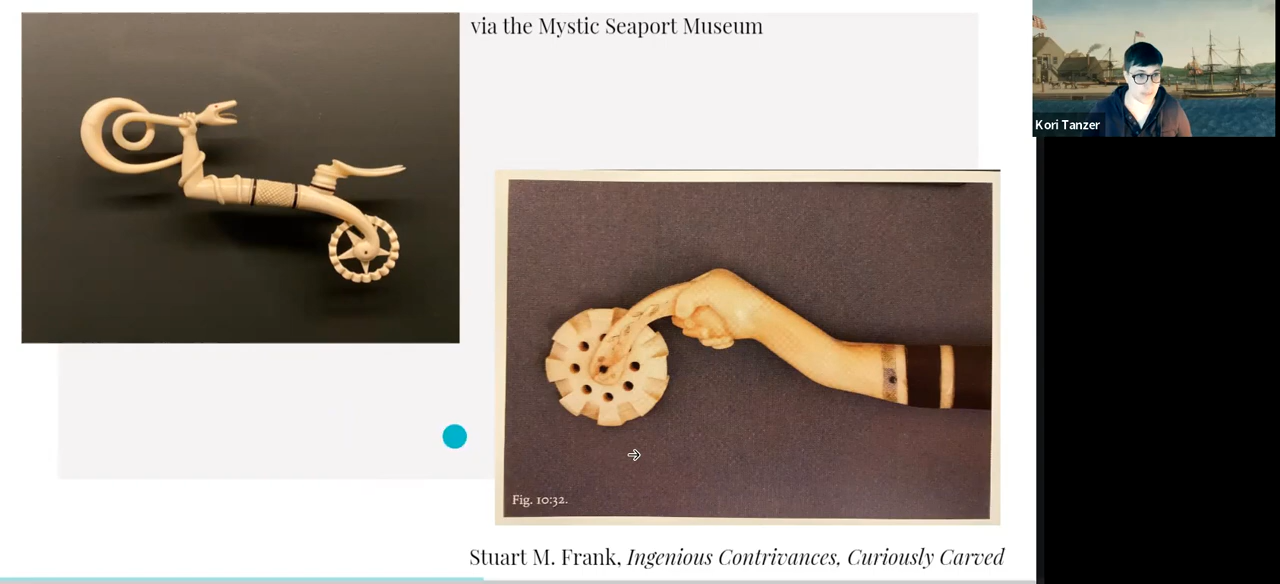 via the Mystic Seaport Museum
Kori Tanzer
Fig. 10:32.
Stuart M. Frank, Ingenious Contrivances, Curiously Carved